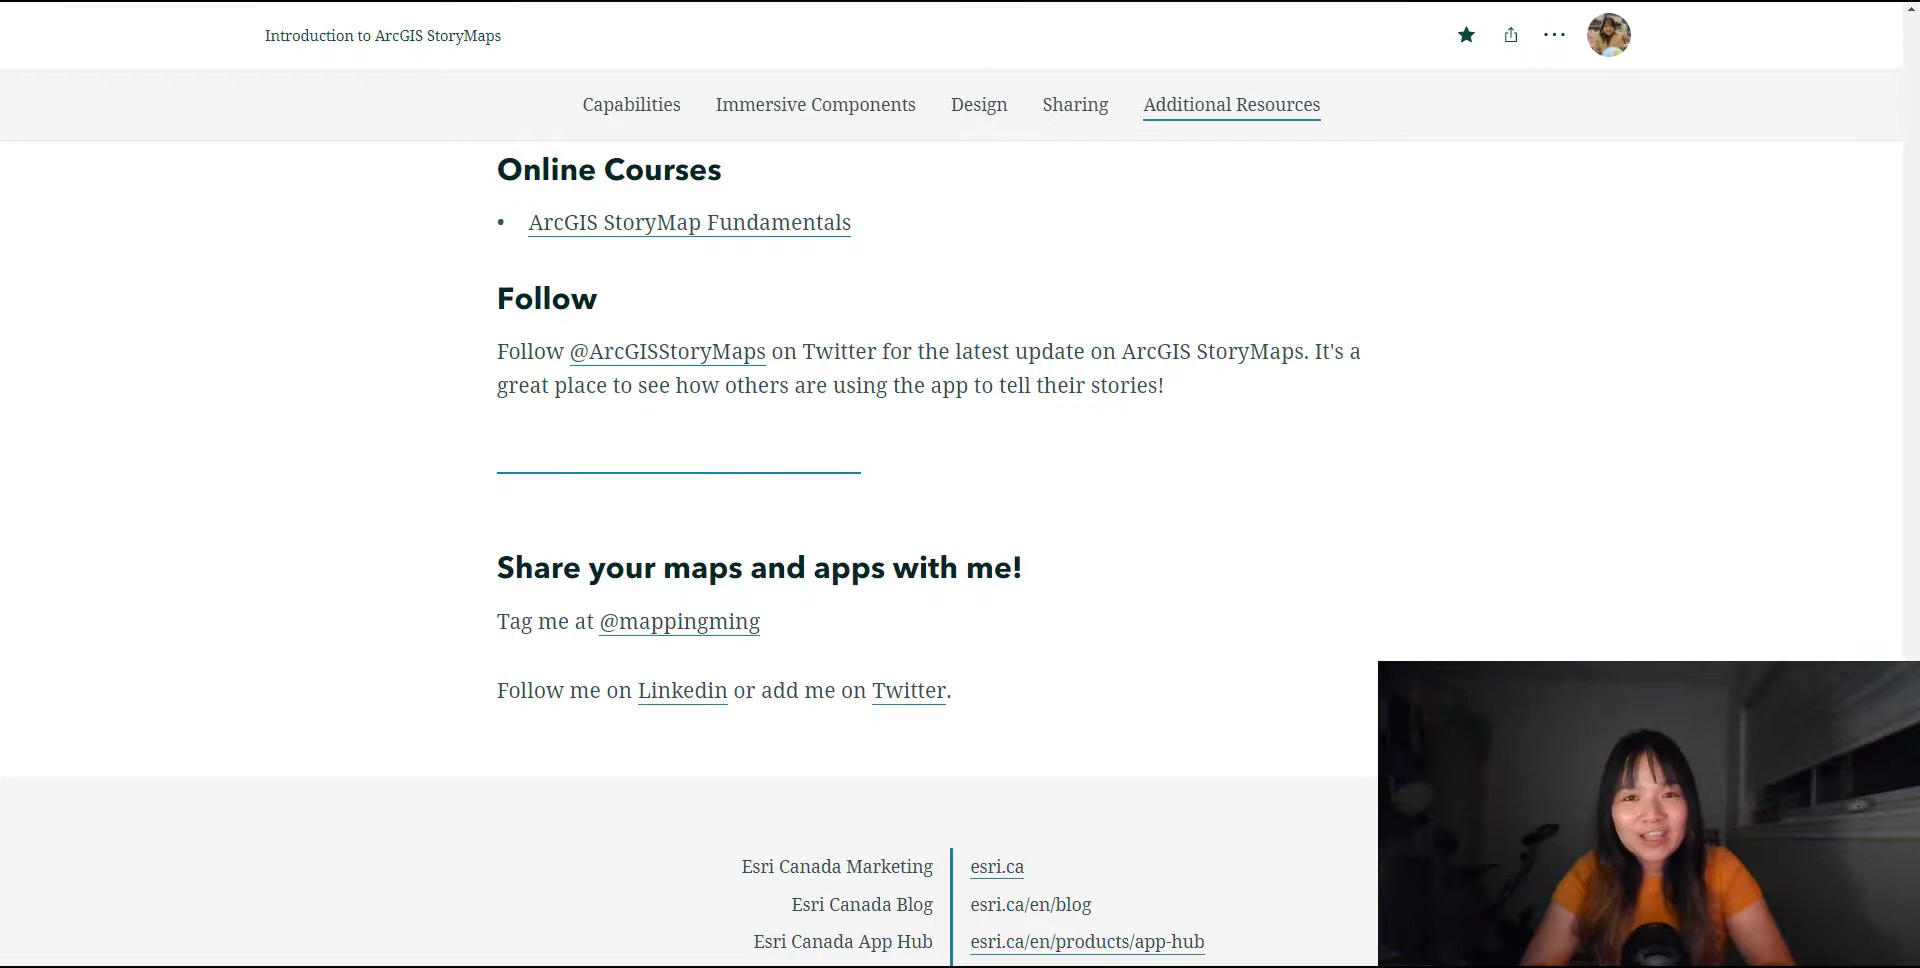 Introduction to ArcGIS StoryMaps
Capabilities Immersive Components Design Sharing Additional Resources
Online Courses
• ArcGIS StoryMap Fundamentals
Follow
Follow @ArcGISStoryMaps on Twitter for the latest update on ArcGIS StoryMaps. It's a
great place to see how others are using the app to tell their stories!
Share your maps and apps with me!
Tag me at @mappingming
Follow me on Linkedin or add me on Twitter.
Esri Canada Marketing esri.ca
Esri Canada Blog esri.ca/en/blog
Esri Canada App Hub esri.ca/en/products/app-hub